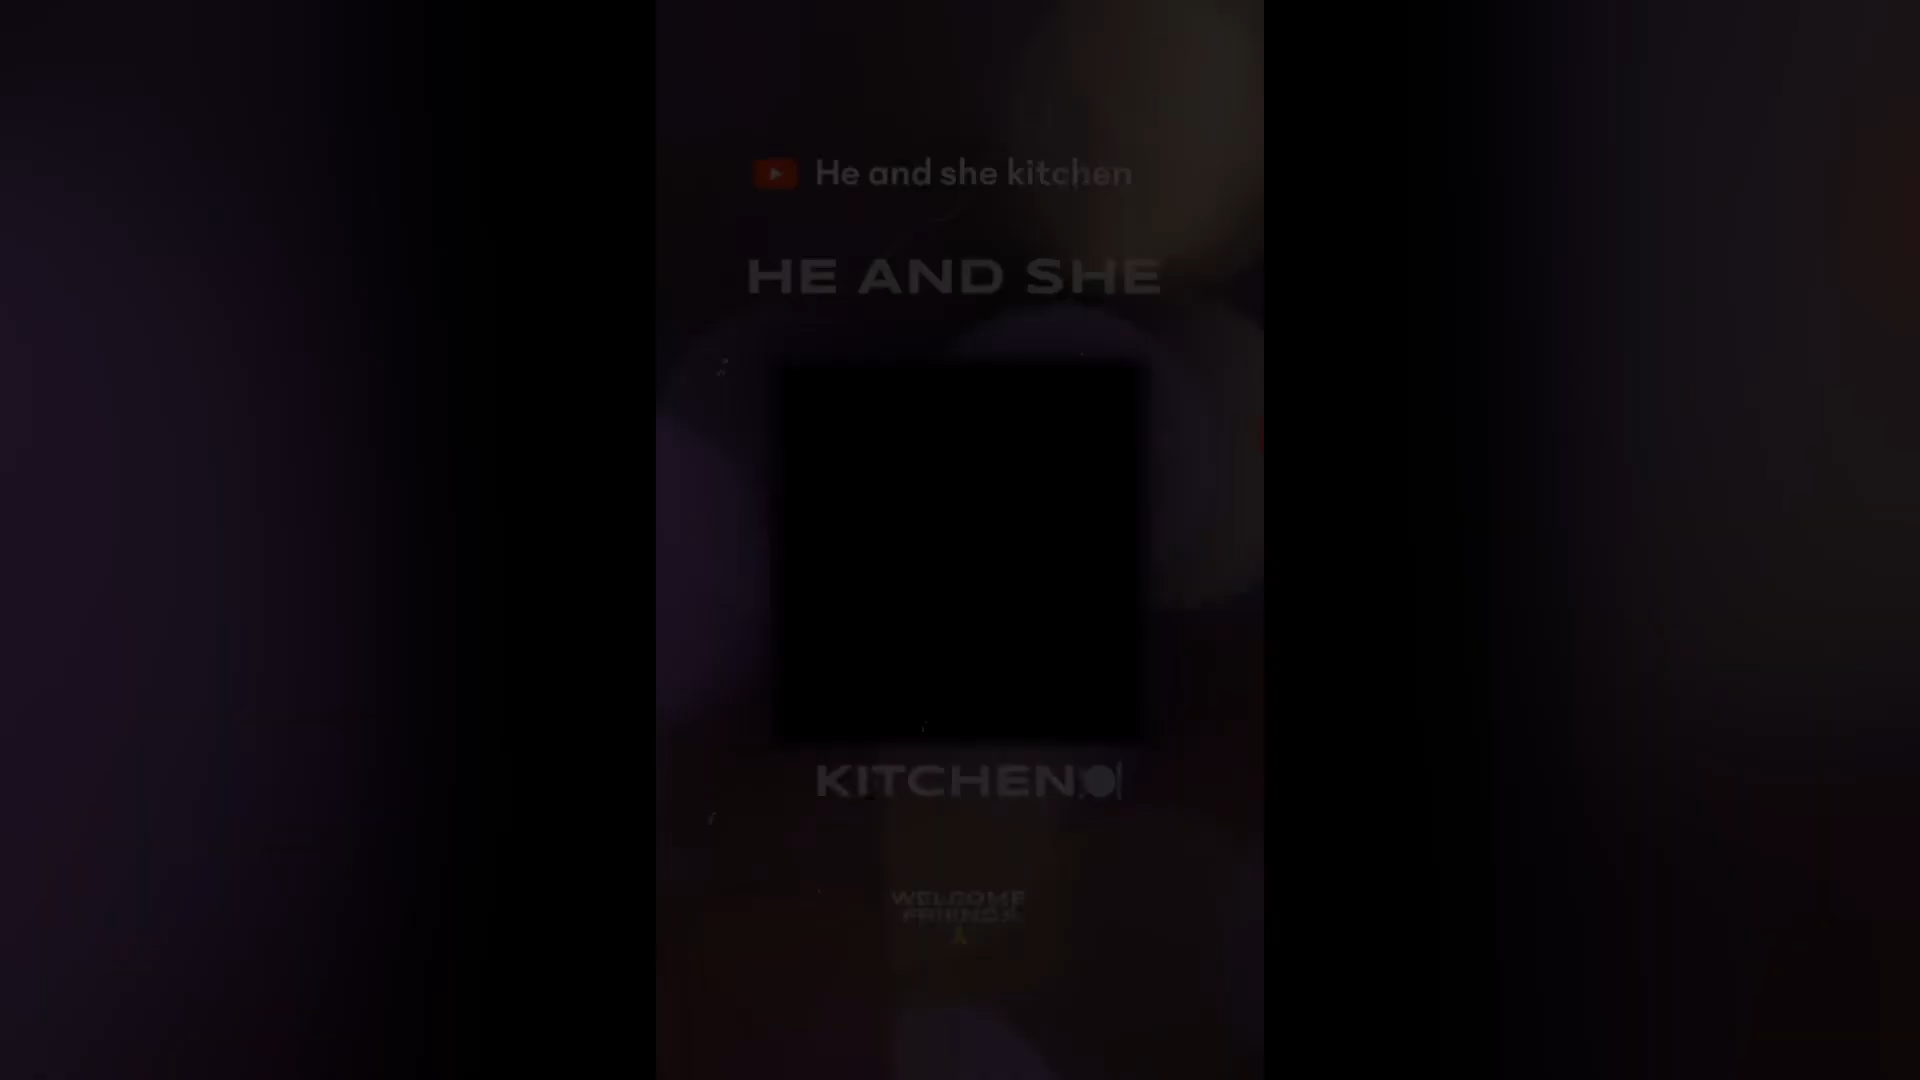 He and she kitchen
HE AND SHE
KITCHEN🍽
WELCOME
FRIENDS
🙏